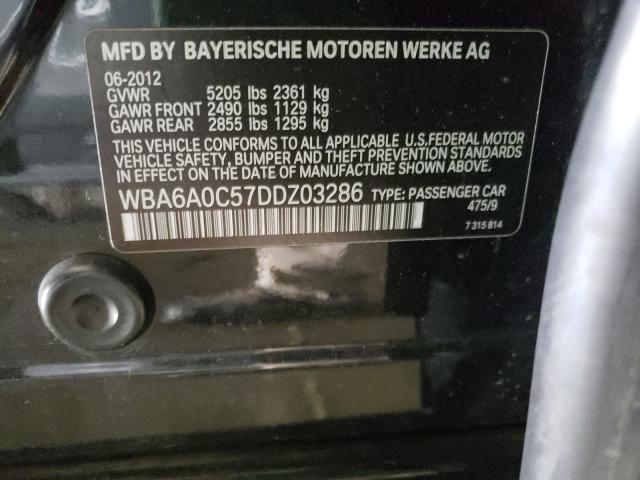 MFD BY BAYERISCHE MOTOREN WERKE AG
06-2012
GVWR 5205 lbs 2361 kg
GAWR FRONT 2490 lbs 1129 kg
GAWR REAR 2855 lbs 1295 kg
THIS VEHICLE CONFORMS TO ALL APPLICABLE U.S.FEDERAL MOTOR
VEHICLE SAFETY, BUMPER AND THEFT PREVENTION
STANDARDS IN EFFECT ON THE DATE OF MANUFACTURE SHOWN ABOVE.
WBA6A0C57DDZ03286 TYPE: PASSENGER CAR
475/9
7 315 814